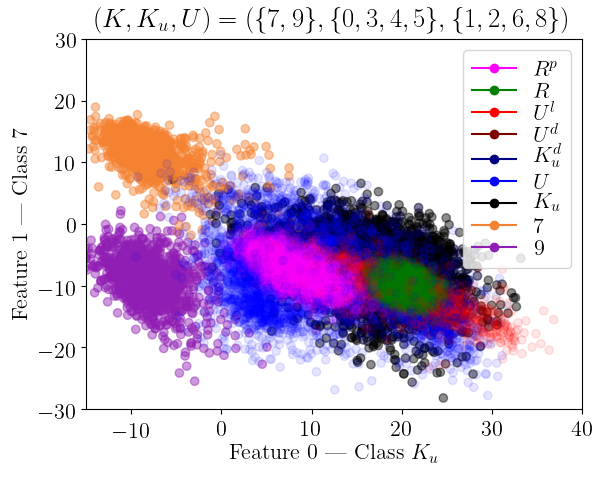 (K, K_u, U) = ({7, 9}, {0, 3, 4, 5}, {1, 2, 6, 8})
30
20
10
0
−10
−20
−30
Feature 1 — Class 7
−10
0
10
20
30
40
Feature 0 — Class K_u
R^p
R
U^l
U^d
K_u^d
U
K_u
7
9